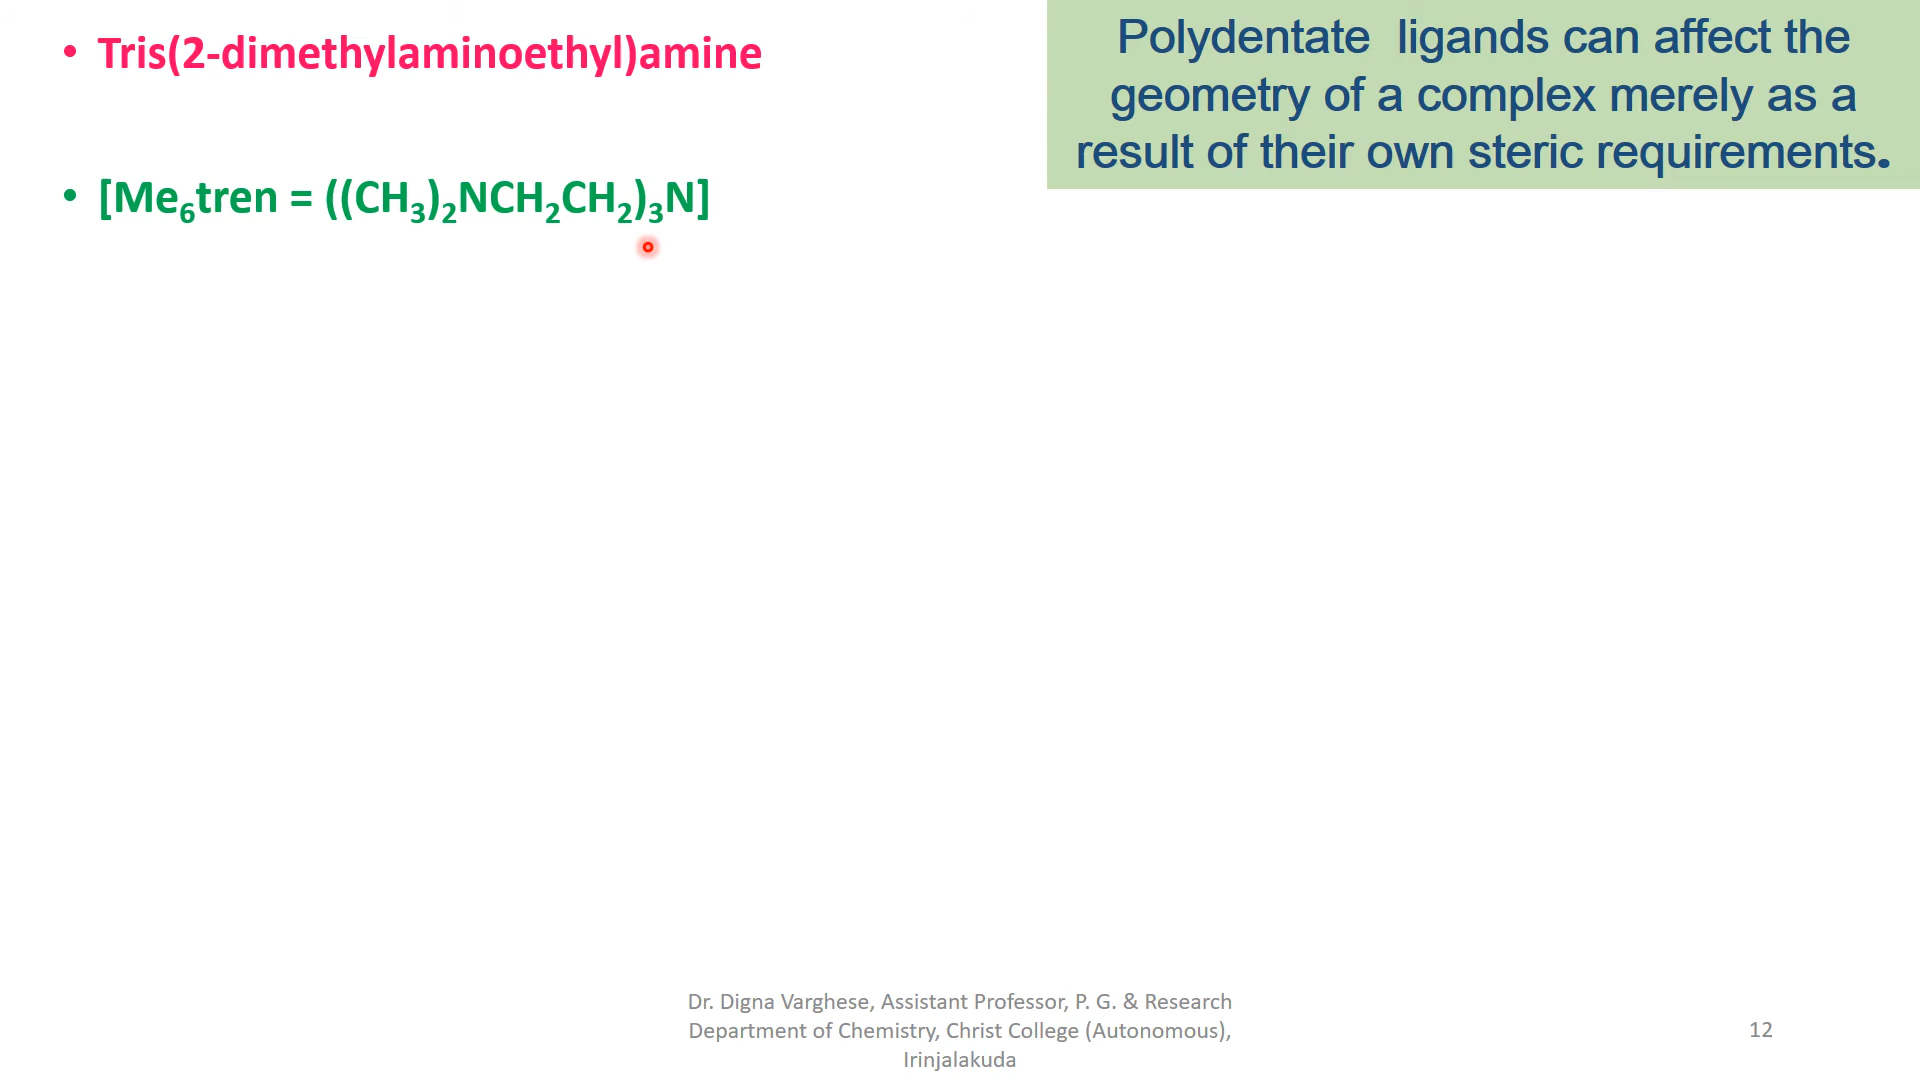 • Tris(2-dimethylaminoethyl)amine
• [Me₆tren = ((CH₃)₂NCH₂CH₂)₃N]
Polydentate  ligands can affect the
geometry of a complex merely as a
result of their own steric requirements.
Dr. Digna Varghese, Assistant Professor, P. G. & Research
Department of Chemistry, Christ College (Autonomous),
Irinjalakuda
12